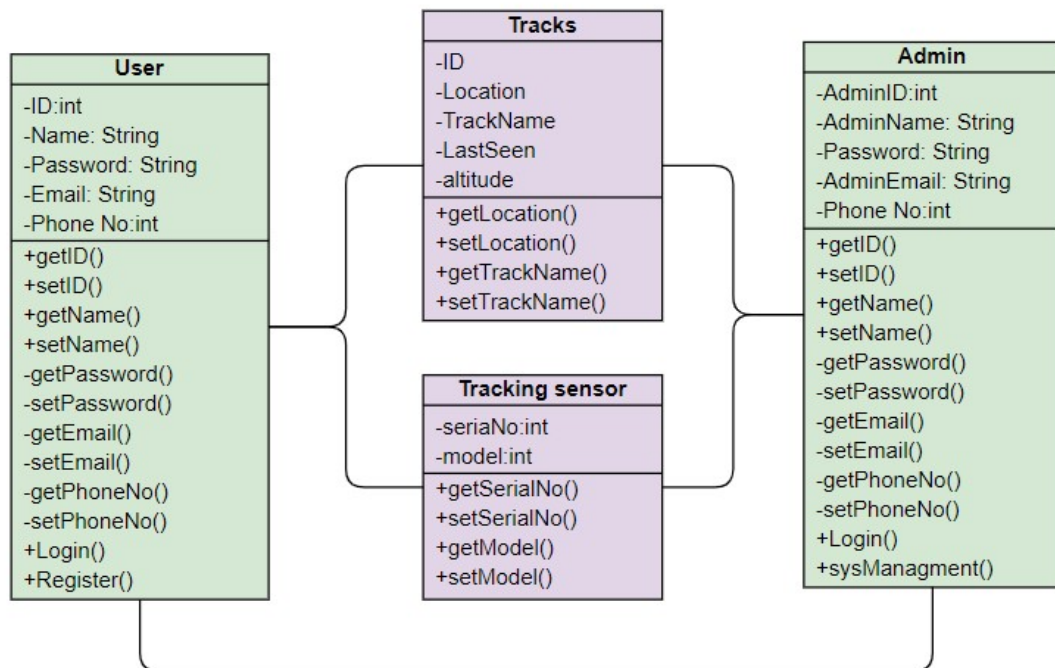 User
-ID:int
-Name: String
-Password: String
-Email: String
-Phone No:int
+getID()
+setID()
+getName()
+setName()
-getPassword()
-setPassword()
-getEmail()
-setEmail()
-getPhoneNo()
-setPhoneNo()
+Login()
+Register()
Tracks
-ID
-Location
-TrackName
-LastSeen
-altitude
+getLocation()
+setLocation()
+getTrackName()
+setTrackName()
Tracking sensor
-seriaNo:int
-model:int
+getSerialNo()
+setSerialNo()
+getModel()
+setModel()
Admin
-AdminID:int
-AdminName: String
-Password: String
-AdminEmail: String
-Phone No:int
+getID()
+setID()
+getName()
+setName()
-getPassword()
-setPassword()
-getEmail()
-setEmail()
-getPhoneNo()
-setPhoneNo()
+Login()
+sysManagment()